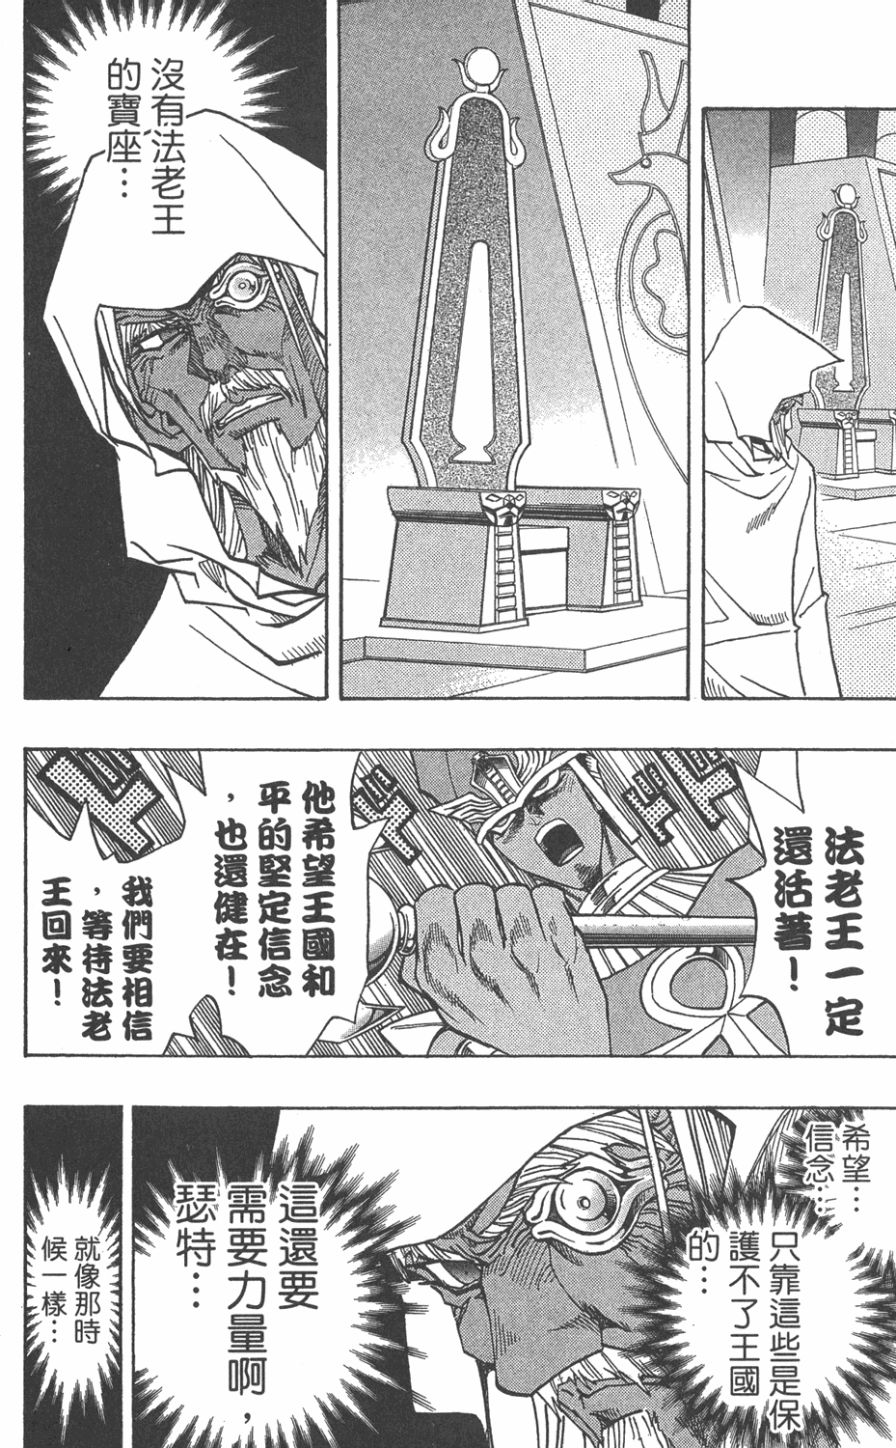 沒有法老王
的寶座…
法老王一定
還活著！
他希望王國和
平的堅定信念
，也還健在！
我們要相信
，等待法老
王回來！
希望…
信念…
只靠這些是保
護不了王國
的…
這還要
需要力量啊，
瑟特…
就像那時
候一樣…